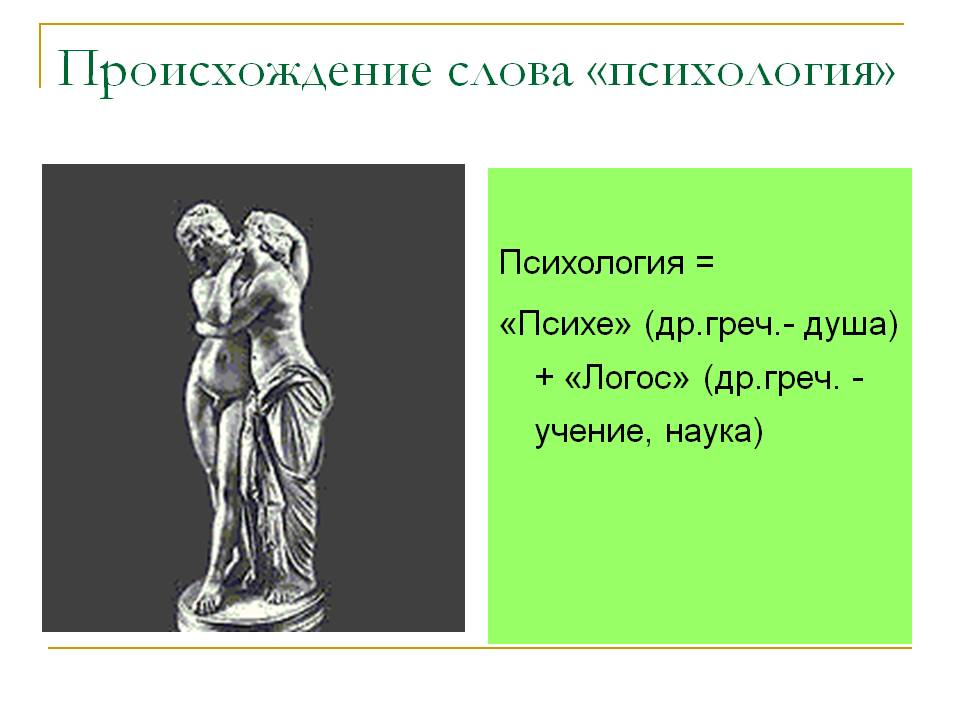 Происхождение слова «психология»
Психология =
«Психе» (др.греч.- душа)
+ «Логос» (др.греч. -
учение, наука)